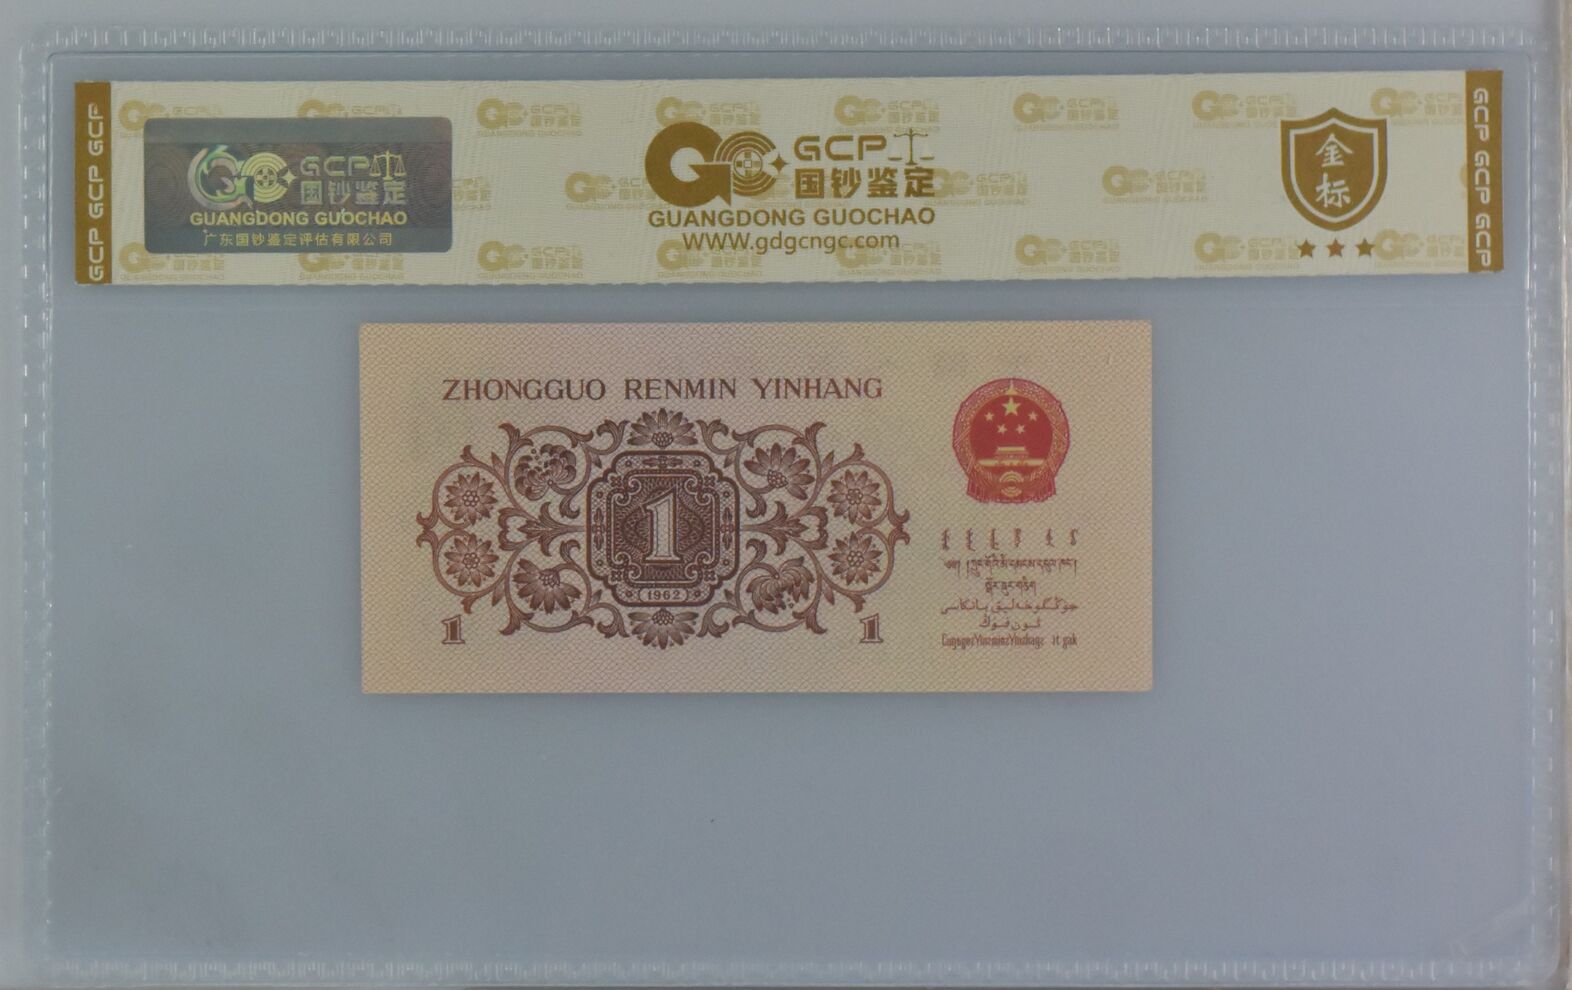 GCP GCP GCP
GCP
国钞鉴定
GUANGDONG GUOCHAO
广东国钞鉴定评估有限公司
GCP
国钞鉴定
GUANGDONG GUOCHAO
WWW.gdgcngc.com
金
标
GCP GCP GCP
ZHONGGUO RENMIN YINHANG
1
1962
1
1